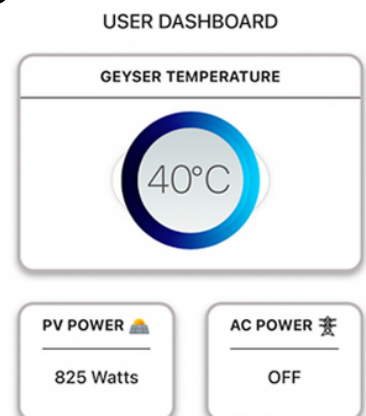 USER DASHBOARD
GEYSER TEMPERATURE
40°C
PV POWER
825 Watts
AC POWER
OFF